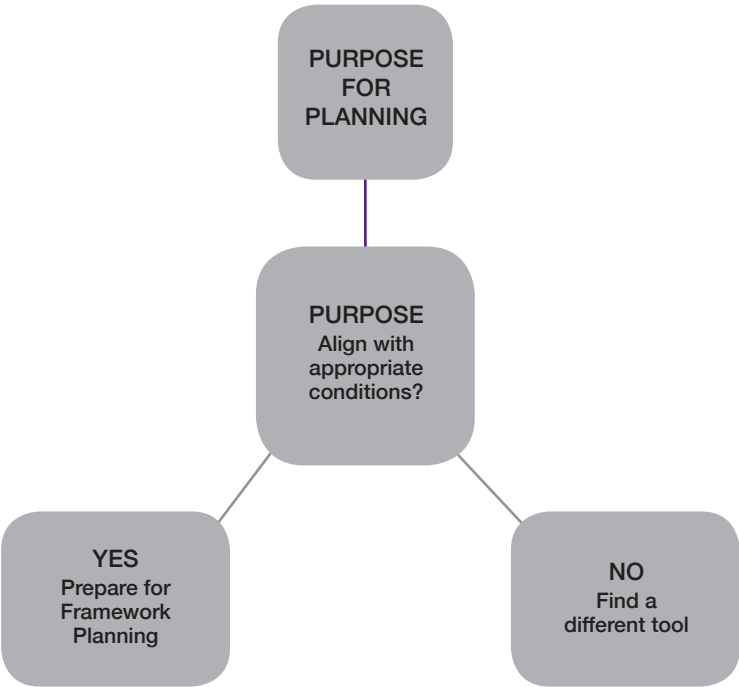 PURPOSE
FOR
PLANNING
PURPOSE
Align with
appropriate
conditions?
YES
Prepare for
Framework
Planning
NO
Find a
different tool